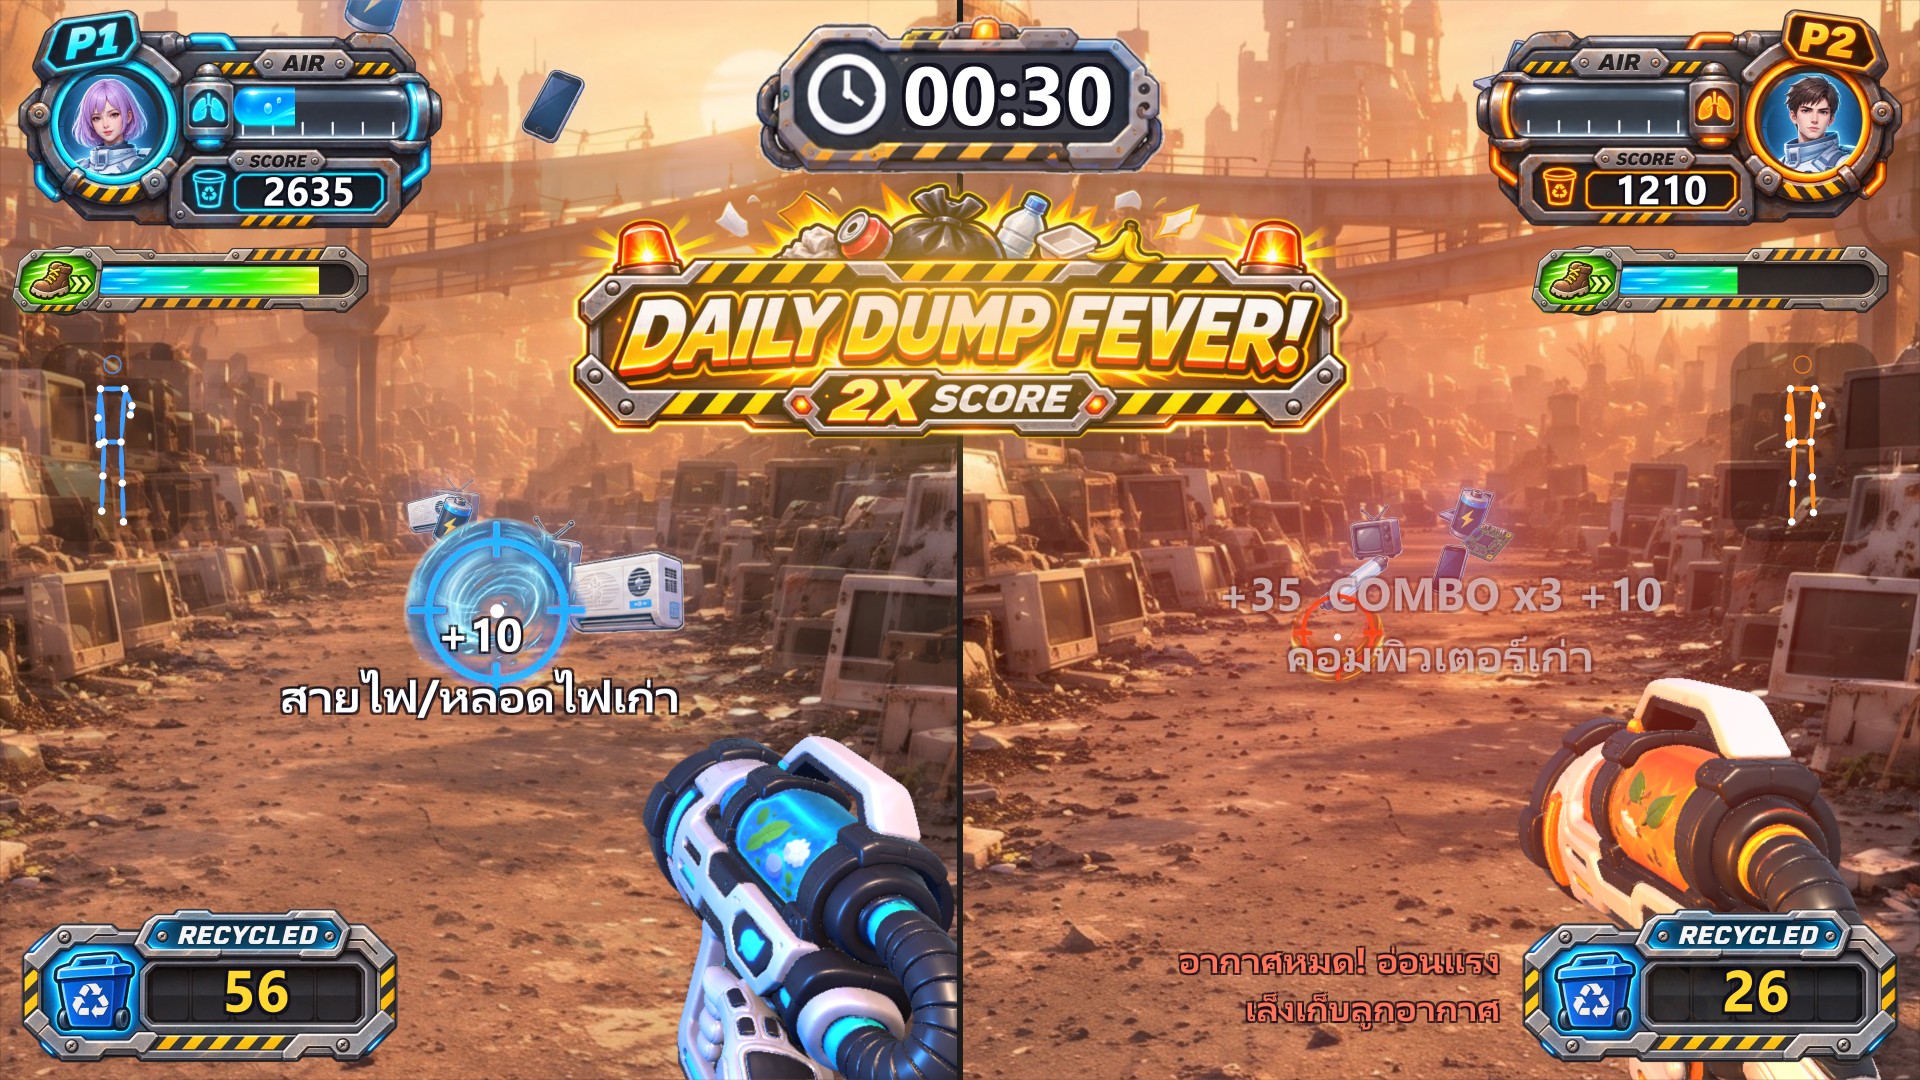 P1
AIR
SCORE
2635
00:30
P2
AIR
SCORE
1210
DAILY DUMP FEVER!
2X SCORE
+10
สายไฟ/หลอดไฟเก่า
+35 COMBO x3 +10
คอมพิวเตอร์เก่า
อากาศหมด! อ่อนแรง
เล็งเก็บลูกอากาศ
RECYCLED
56
RECYCLED
26